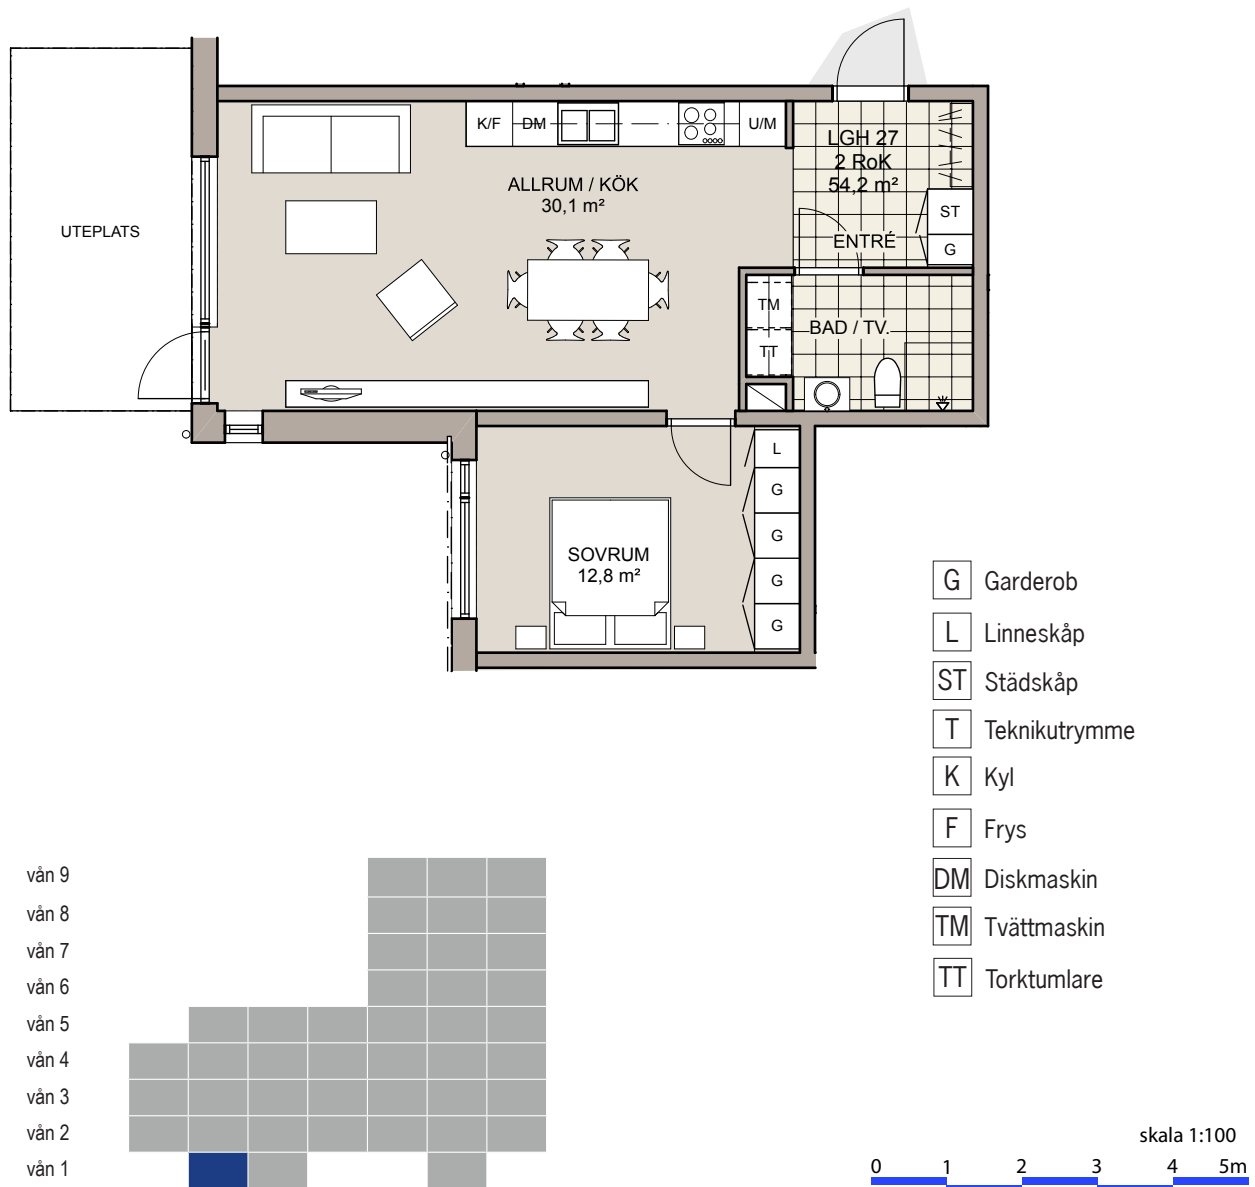 LGH 27
2 RoK
54,2 m²
K/F
DM
U/M
ALLRUM / KÖK
30,1 m²
ST
G
UTEPLATS
ENTRÉ
TM
BAD / TV.
TT
L
G
G
G
G
SOVRUM
12,8 m²
G Garderob
L Linneskåp
ST Städskåp
T Teknikutrymme
K Kyl
F Frys
DM Diskmaskin
TM Tvättmaskin
TT Torktumlare
vån 9
vån 8
vån 7
vån 6
vån 5
vån 4
vån 3
vån 2
vån 1
skala 1:100
0 1 2 3 4 5m